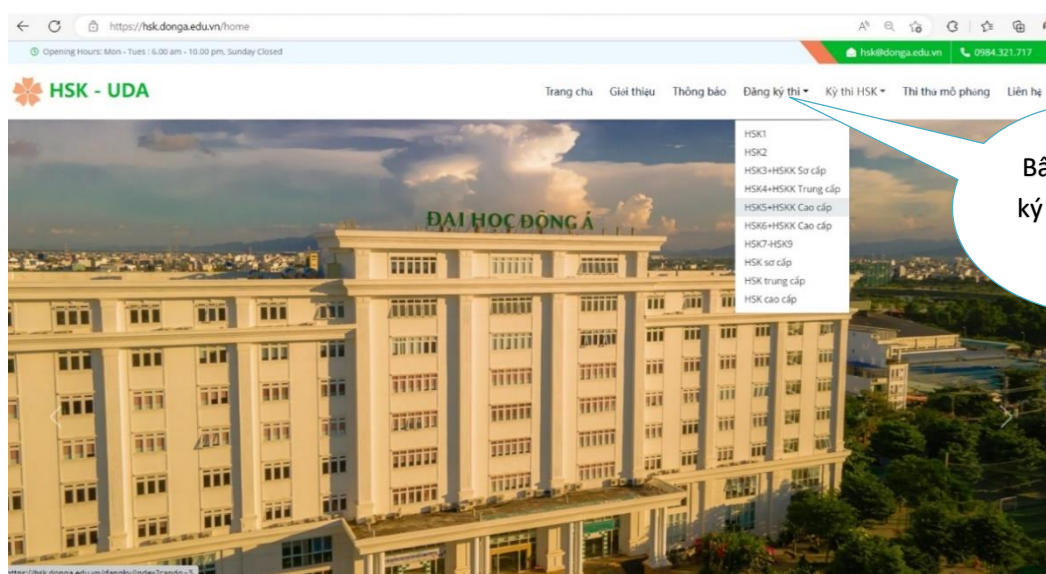 https://hsk.donga.edu.vn/home
Opening Hours: Mon - Tues : 6.00 am - 10.00 pm, Sunday Closed
hsk@donga.edu.vn
0984.321.717
HSK - UDA
Trang chủ Giới thiệu Thông báo Đăng ký thi Kỳ thi HSK Thi thử mô phỏng Liên hệ
HSK1
HSK2
HSK3+HSKK Sơ cấp
HSK4+HSKK Trung cấp
HSK5+HSKK Cao cấp
HSK6+HSKK Cao cấp
HSK7-HSK9
HSK sơ cấp
HSK trung cấp
HSK cao cấp
ký
ĐẠI HỌC ĐÔNG Á